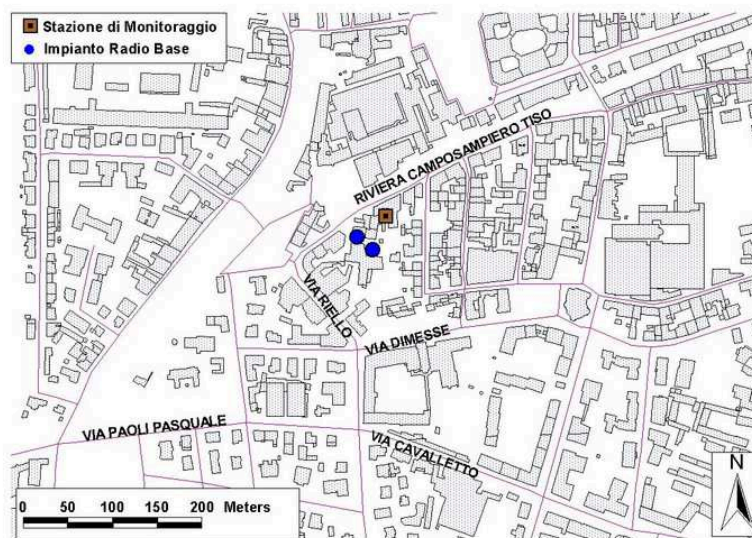 Stazione di Monitoraggio
Impianto Radio Base
RIVIERA CAMPOSAMPIERO TISO
VIA RIELLO
VIA DIMESSE
VIA PAOLI PASQUALE
VIA CAVALLETTO
0 50 100 150 200 Meters
N